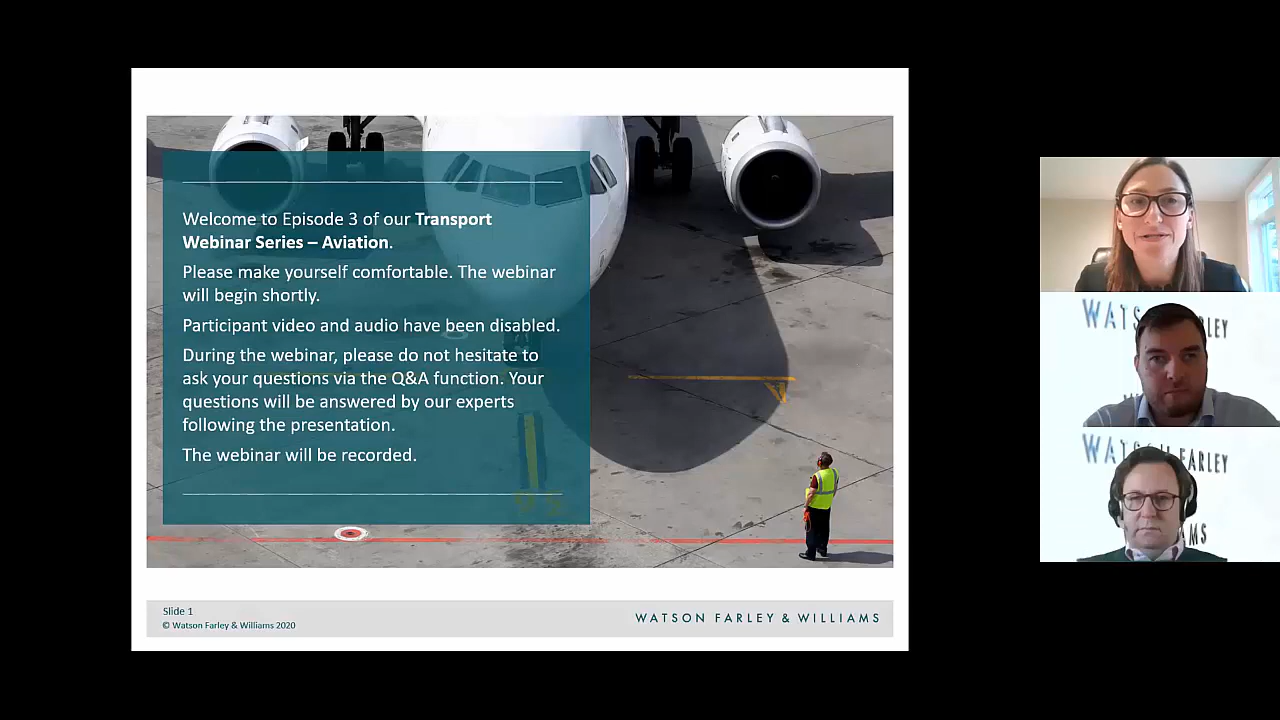 Welcome to Episode 3 of our Transport
Webinar Series – Aviation.
Please make yourself comfortable. The webinar
will begin shortly.
Participant video and audio have been disabled.
During the webinar, please do not hesitate to
ask your questions via the Q&A function. Your
questions will be answered by our experts
following the presentation.
The webinar will be recorded.
Slide 1
© Watson Farley & Williams 2020
WATSON FARLEY & WILLIAMS